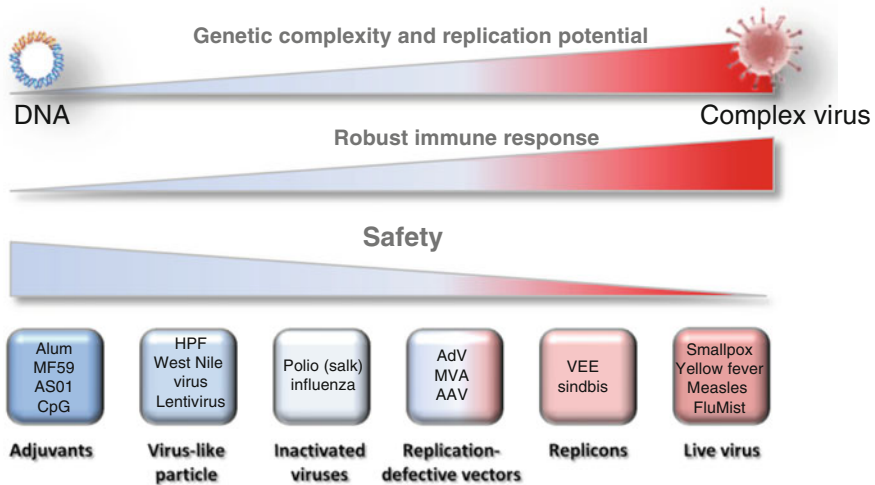 Genetic complexity and replication potential
DNA
Complex virus
Robust immune response
Safety
Alum
MF59
AS01
CpG
HPF
West Nile
virus
Lentivirus
Polio (salk)
influenza
AdV
MVA
AAV
VEE
sindbis
Smallpox
Yellow fever
Measles
FluMist
Adjuvants
Virus-like
particle
Inactivated
viruses
Replication-
defective vectors
Replicons
Live virus